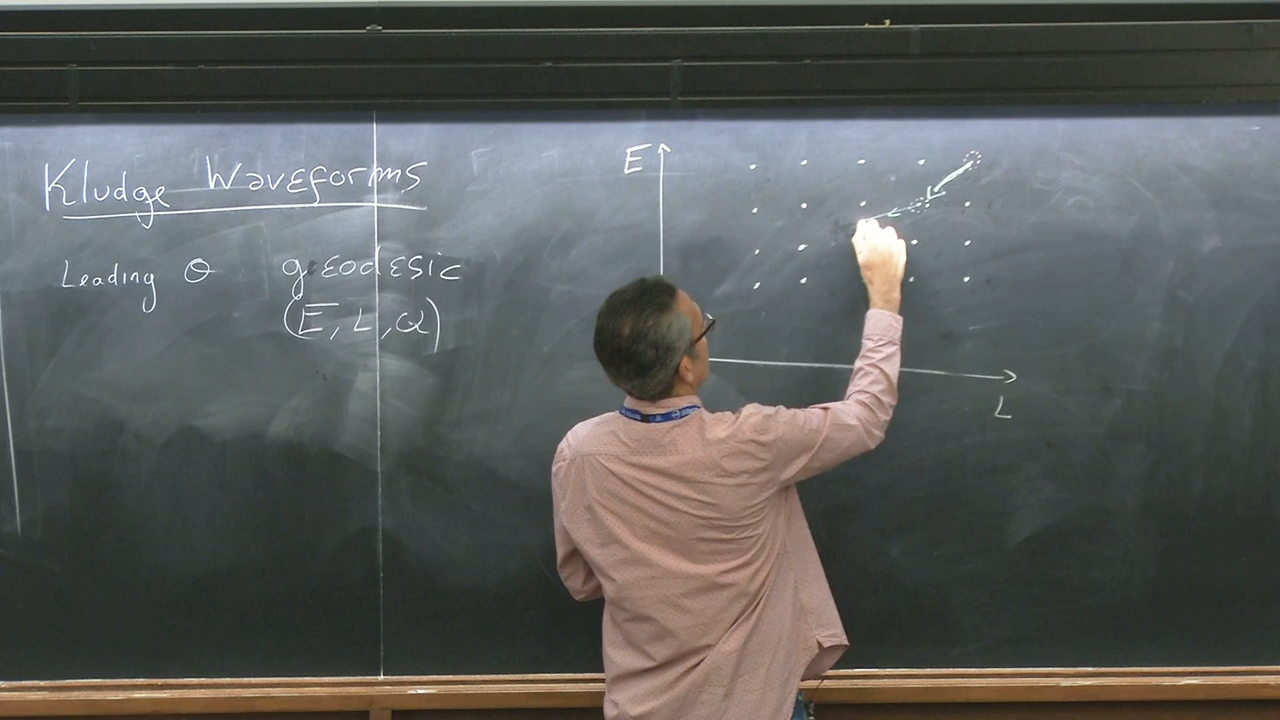 Kludge Waveforms
Leading O geodesic
(E, L, Q)
E
L